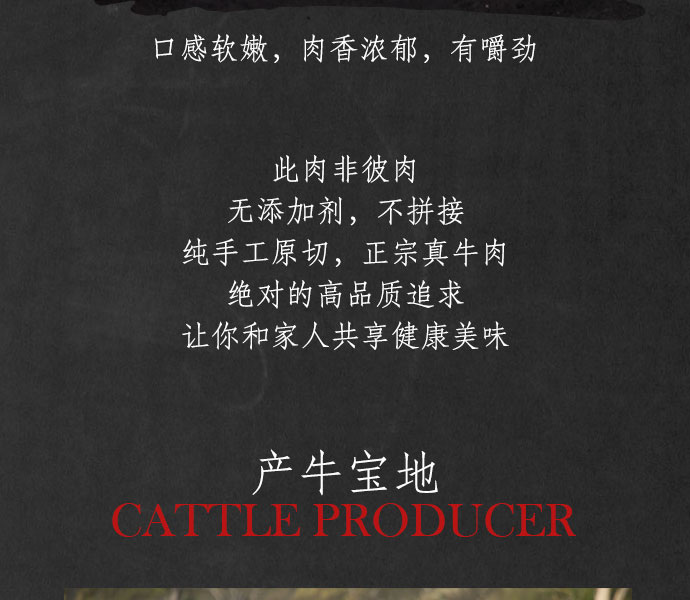 口感软嫩，肉香浓郁，有嚼劲
此肉非彼肉
无添加剂，不拼接
纯手工原切，正宗真牛肉
绝对的高品质追求
让你和家人共享健康美味
产牛宝地
CATTLE PRODUCER